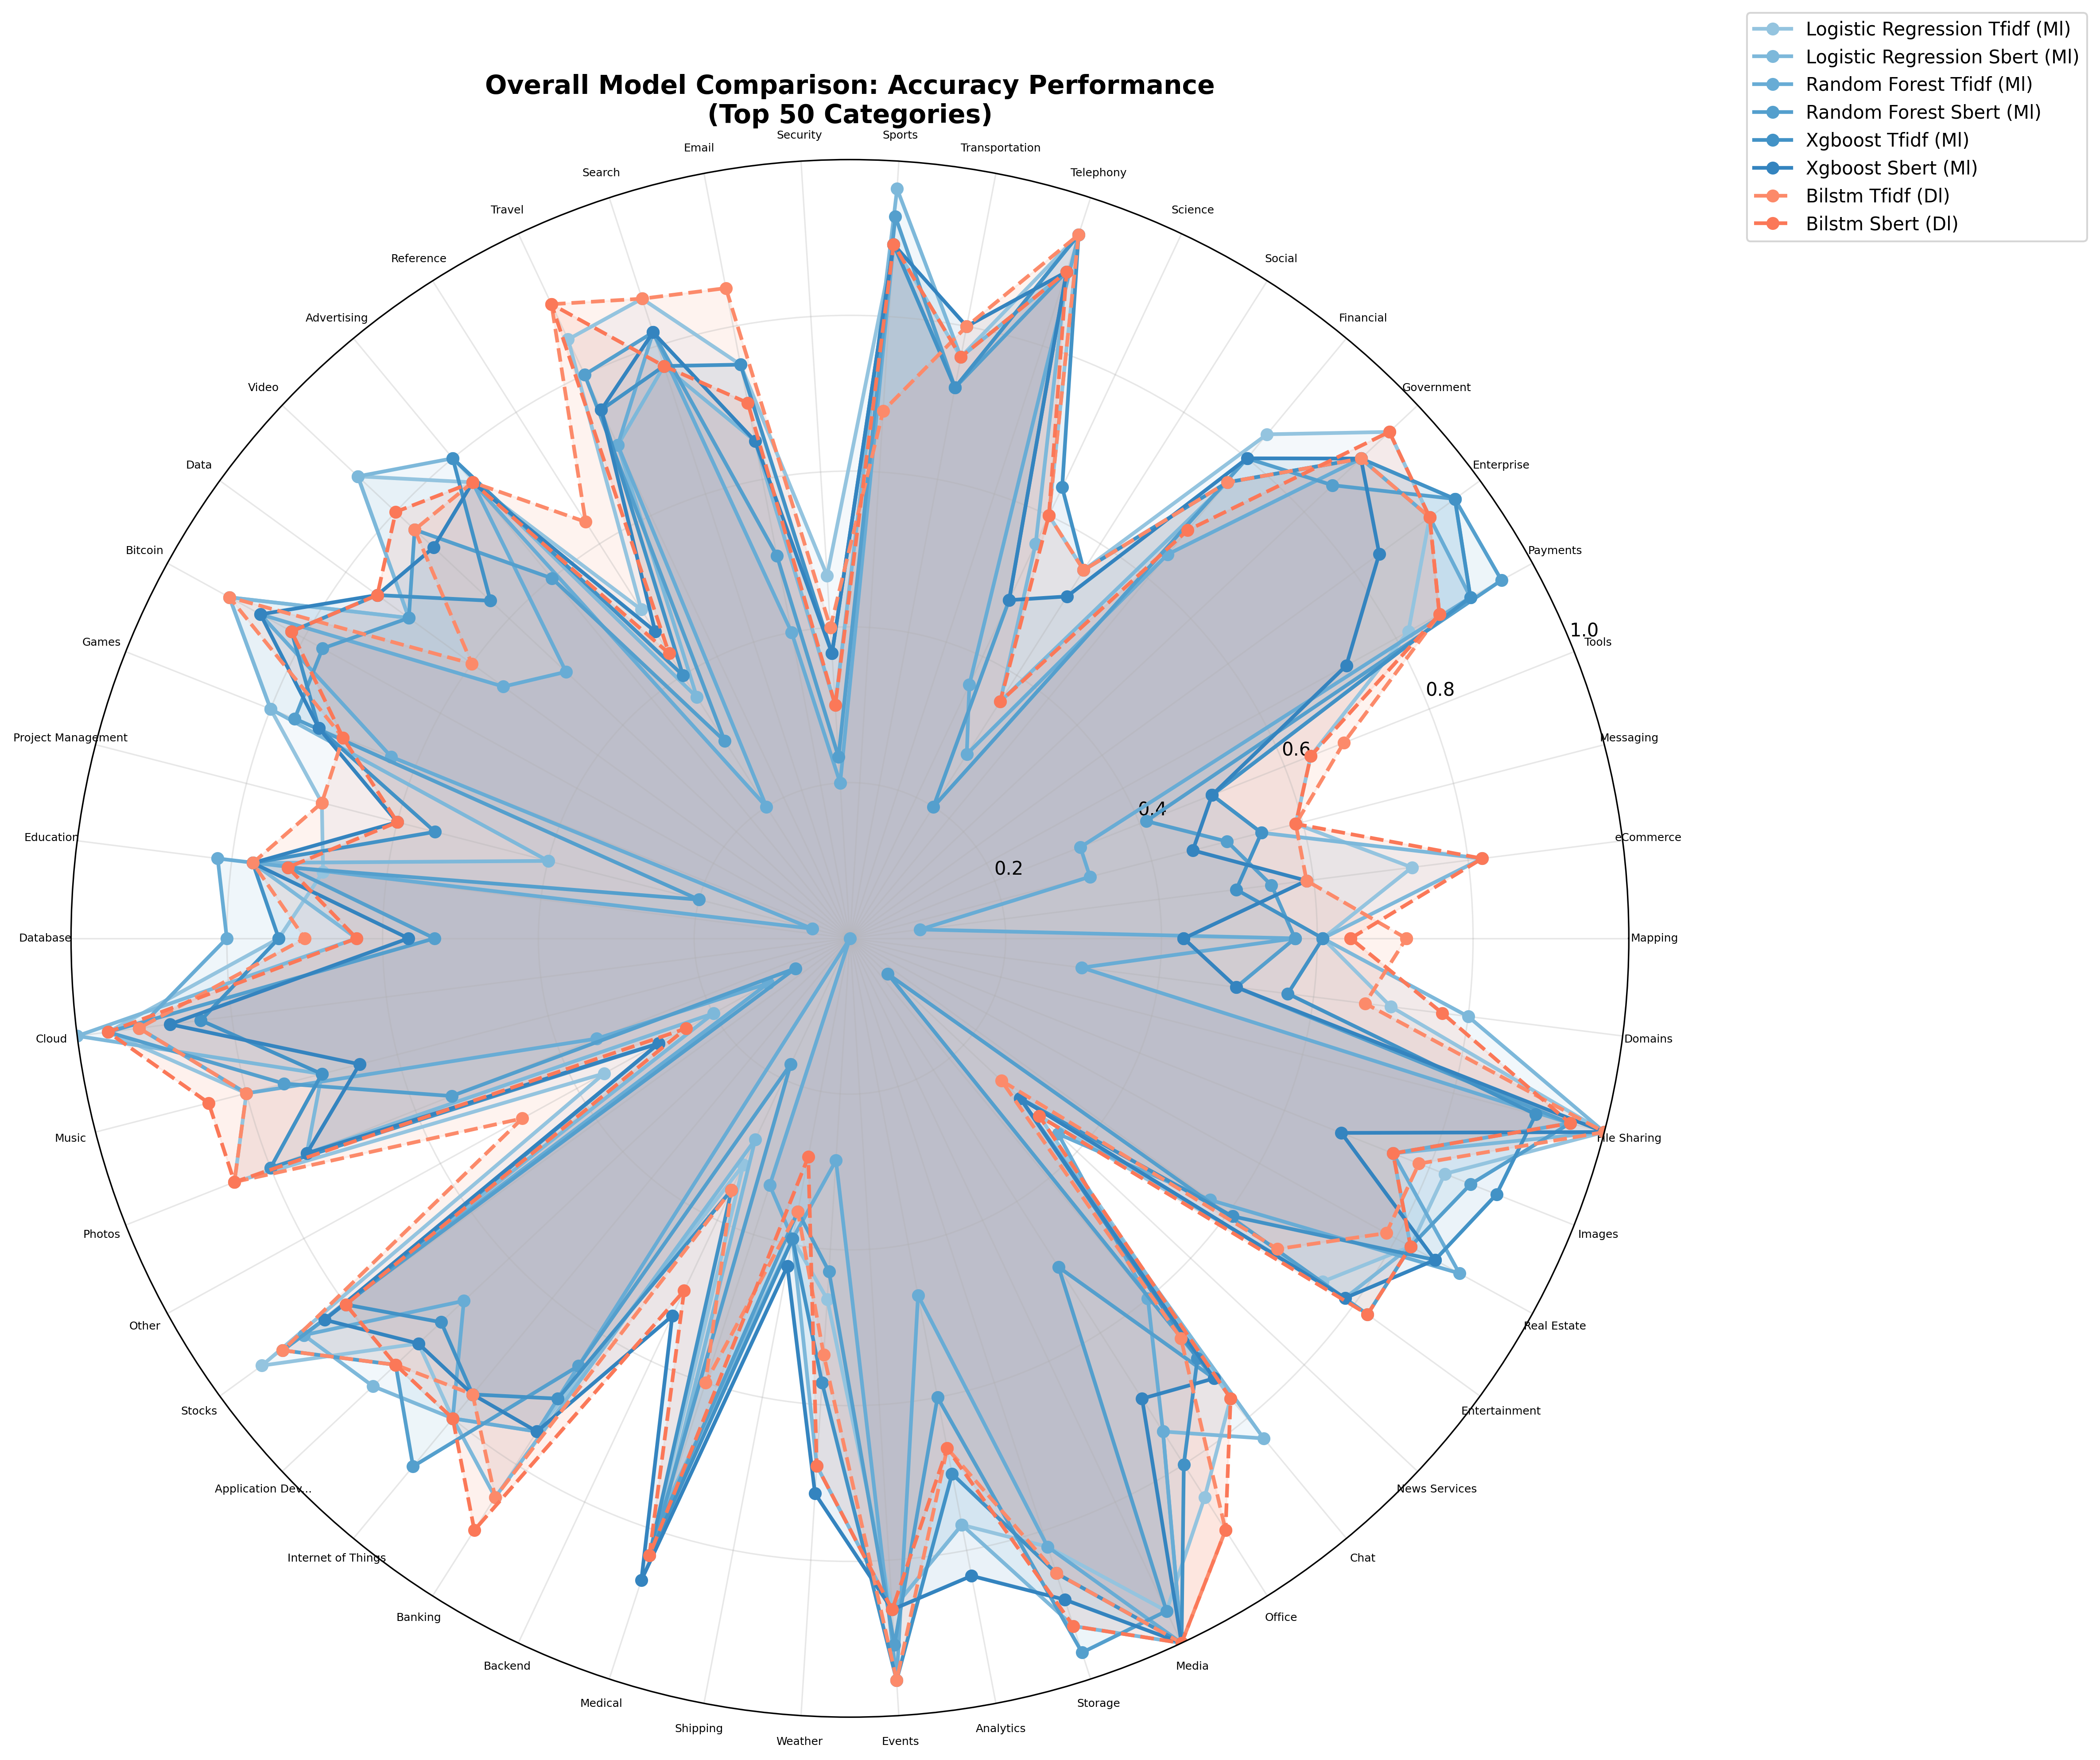 Overall Model Comparison: Accuracy Performance
(Top 50 Categories)
Logistic Regression Tfidf (Ml)
Logistic Regression Sbert (Ml)
Random Forest Tfidf (Ml)
Random Forest Sbert (Ml)
Xgboost Tfidf (Ml)
Xgboost Sbert (Ml)
Bilstm Tfidf (Dl)
Bilstm Sbert (Dl)
Mapping
eCommerce
Messaging
Tools
Payments
Enterprise
Government
Financial
Social
Science
Telephony
Transportation
Sports
Security
Email
Search
Travel
Reference
Advertising
Video
Data
Bitcoin
Games
Project Management
Education
Database
Cloud
Music
Photos
Other
Stocks
Application Dev...
Internet of Things
Banking
Backend
Medical
Shipping
Weather
Events
Analytics
Storage
Media
Office
Chat
News Services
Entertainment
Real Estate
Images
File Sharing
Domains
0.2
0.4
0.6
0.8
1.0